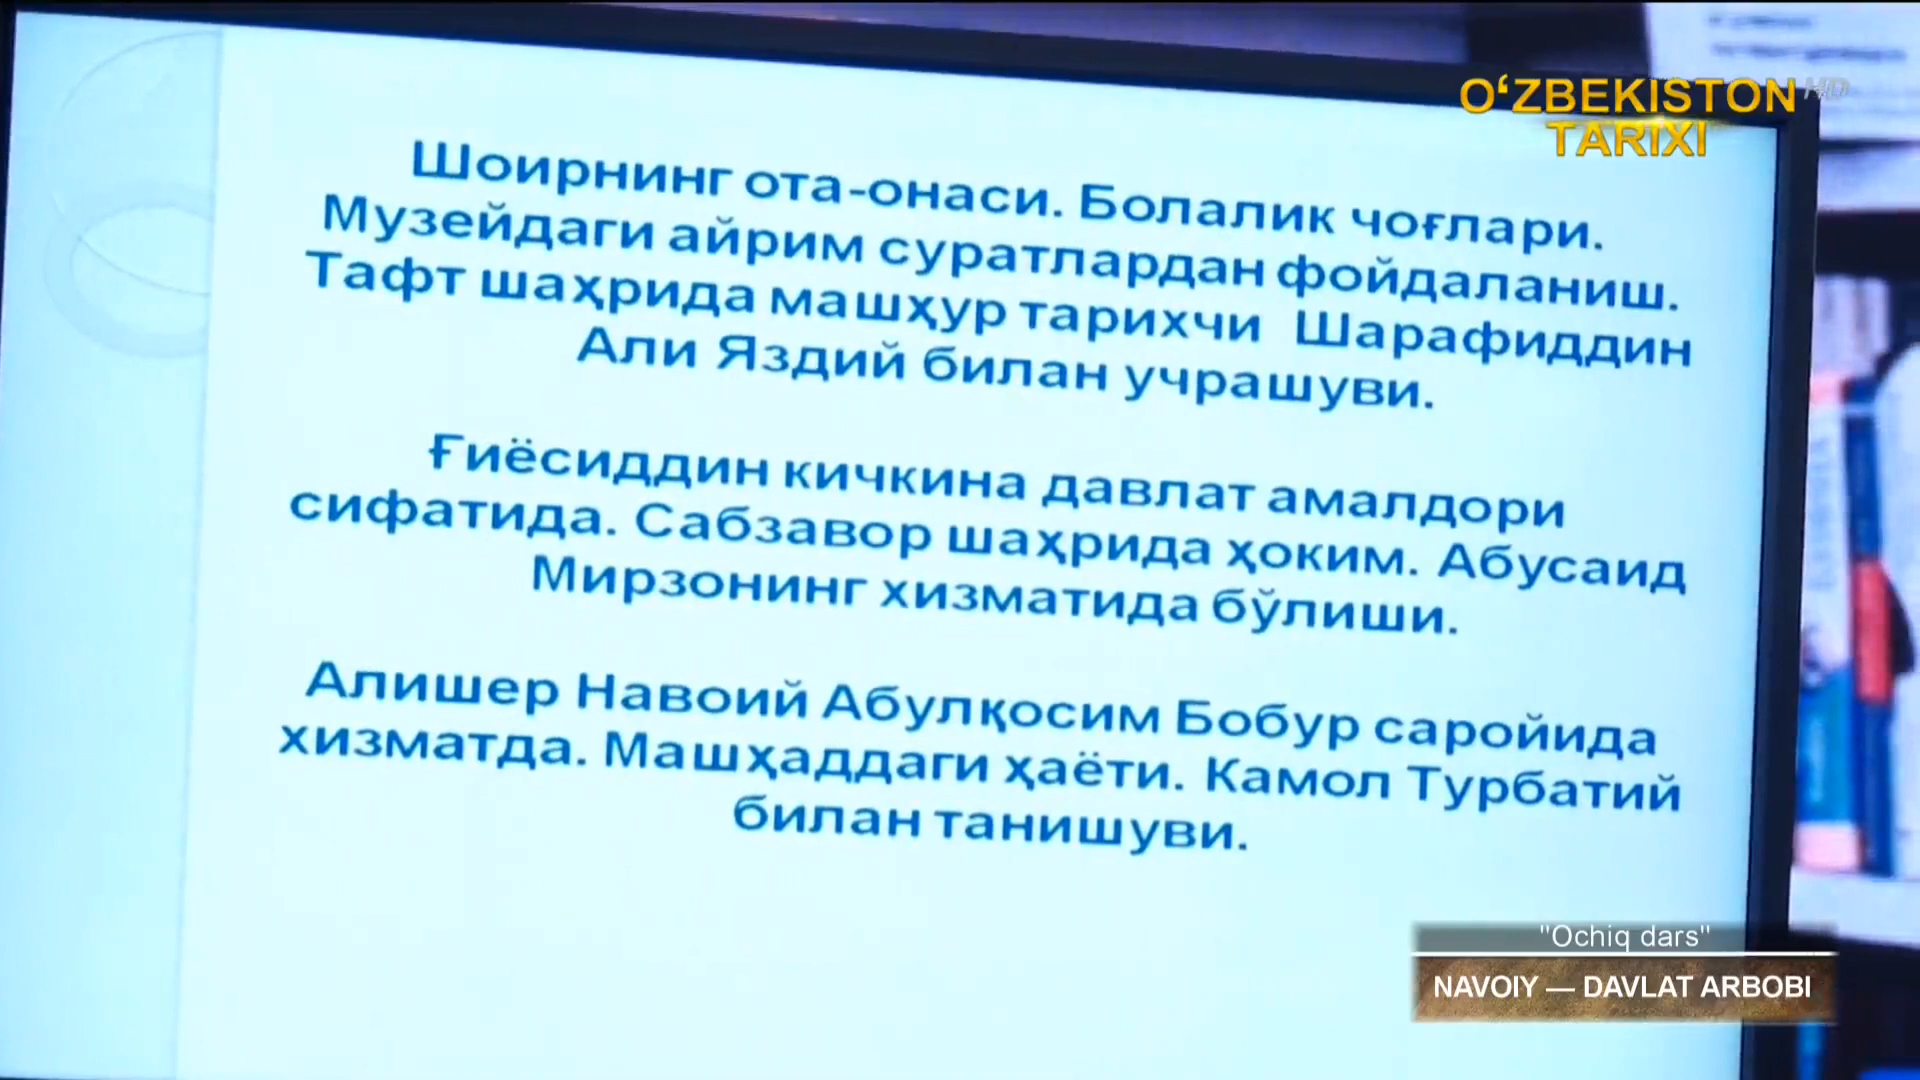 O‘ZBEKISTON HD
TARIXI
Шоирнинг ота-онаси. Болалик чоғлари.
Музейдаги айрим суратлардан фойдаланиш.
Тафт шаҳрида машҳур тарихчи Шарафиддин
Али Яздий билан учрашуви.
Ғиёсиддин кичкина давлат амалдори
сифатида. Сабзавор шаҳрида ҳоким. Абусаид
Мирзонинг хизматида бўлиши.
Алишер Навоий Абулқосим Бобур саройида
хизматда. Машҳаддаги ҳаёти. Камол Турбатий
билан танишуви.
"Ochiq dars"
NAVOIY — DAVLAT ARBOBI